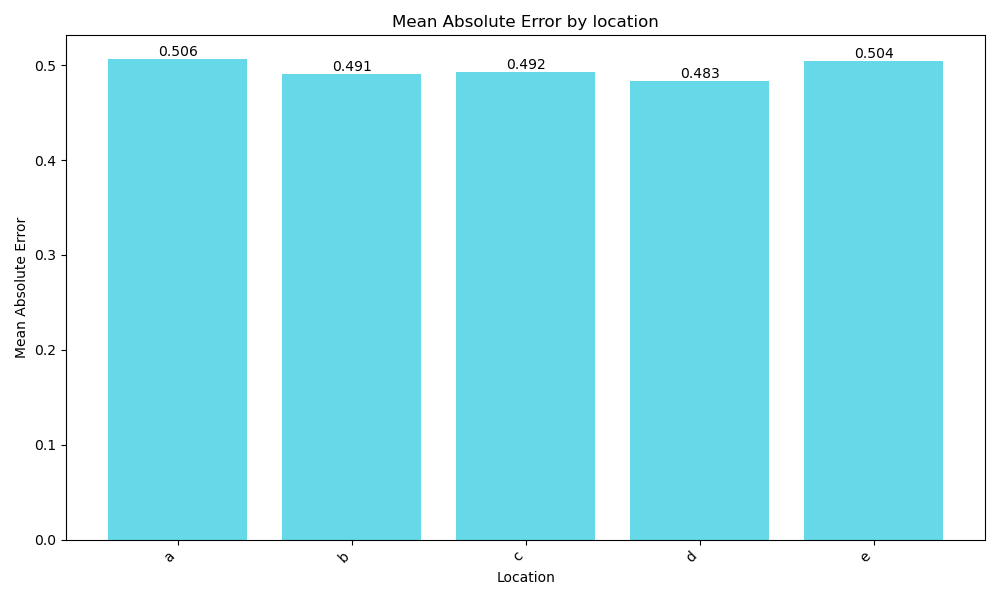 Mean Absolute Error by location
Mean Absolute Error
0.5
0.4
0.3
0.2
0.1
0.0
0.506
0.491
0.492
0.483
0.504
a
b
c
d
e
Location